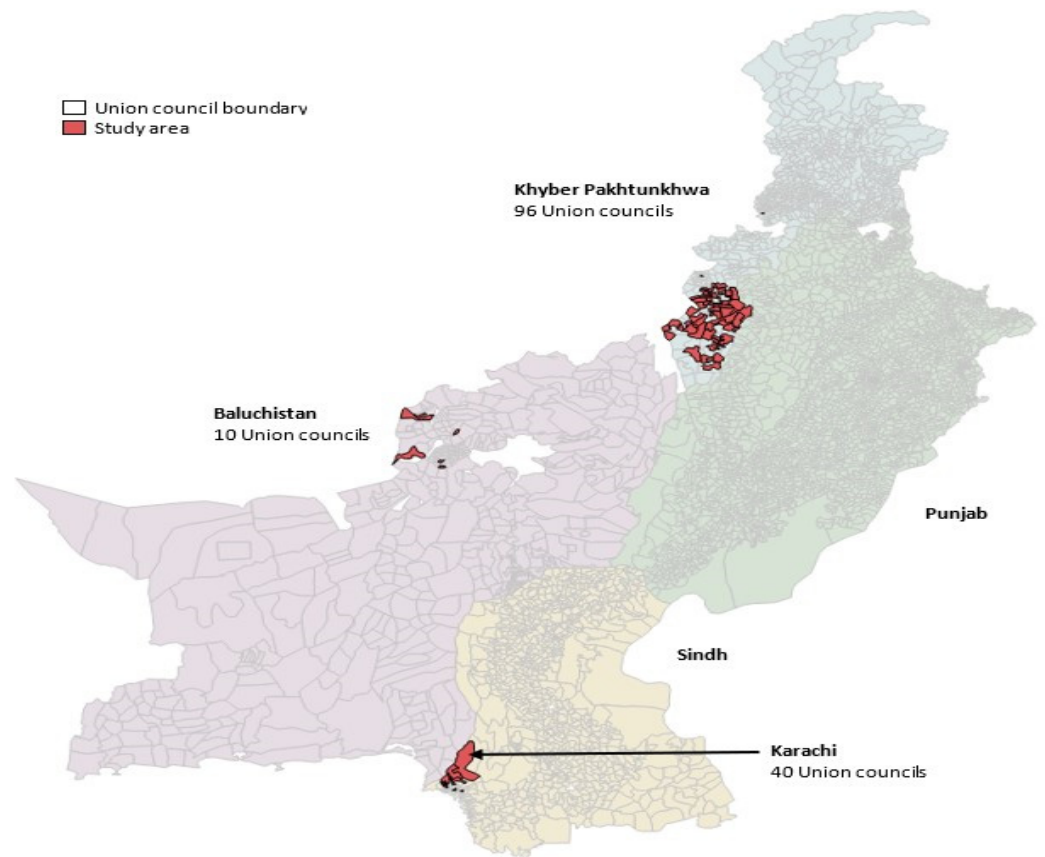 Union council boundary
Study area
Khyber Pakhtunkhwa
96 Union councils
Baluchistan
10 Union councils
Punjab
Sindh
Karachi
40 Union councils